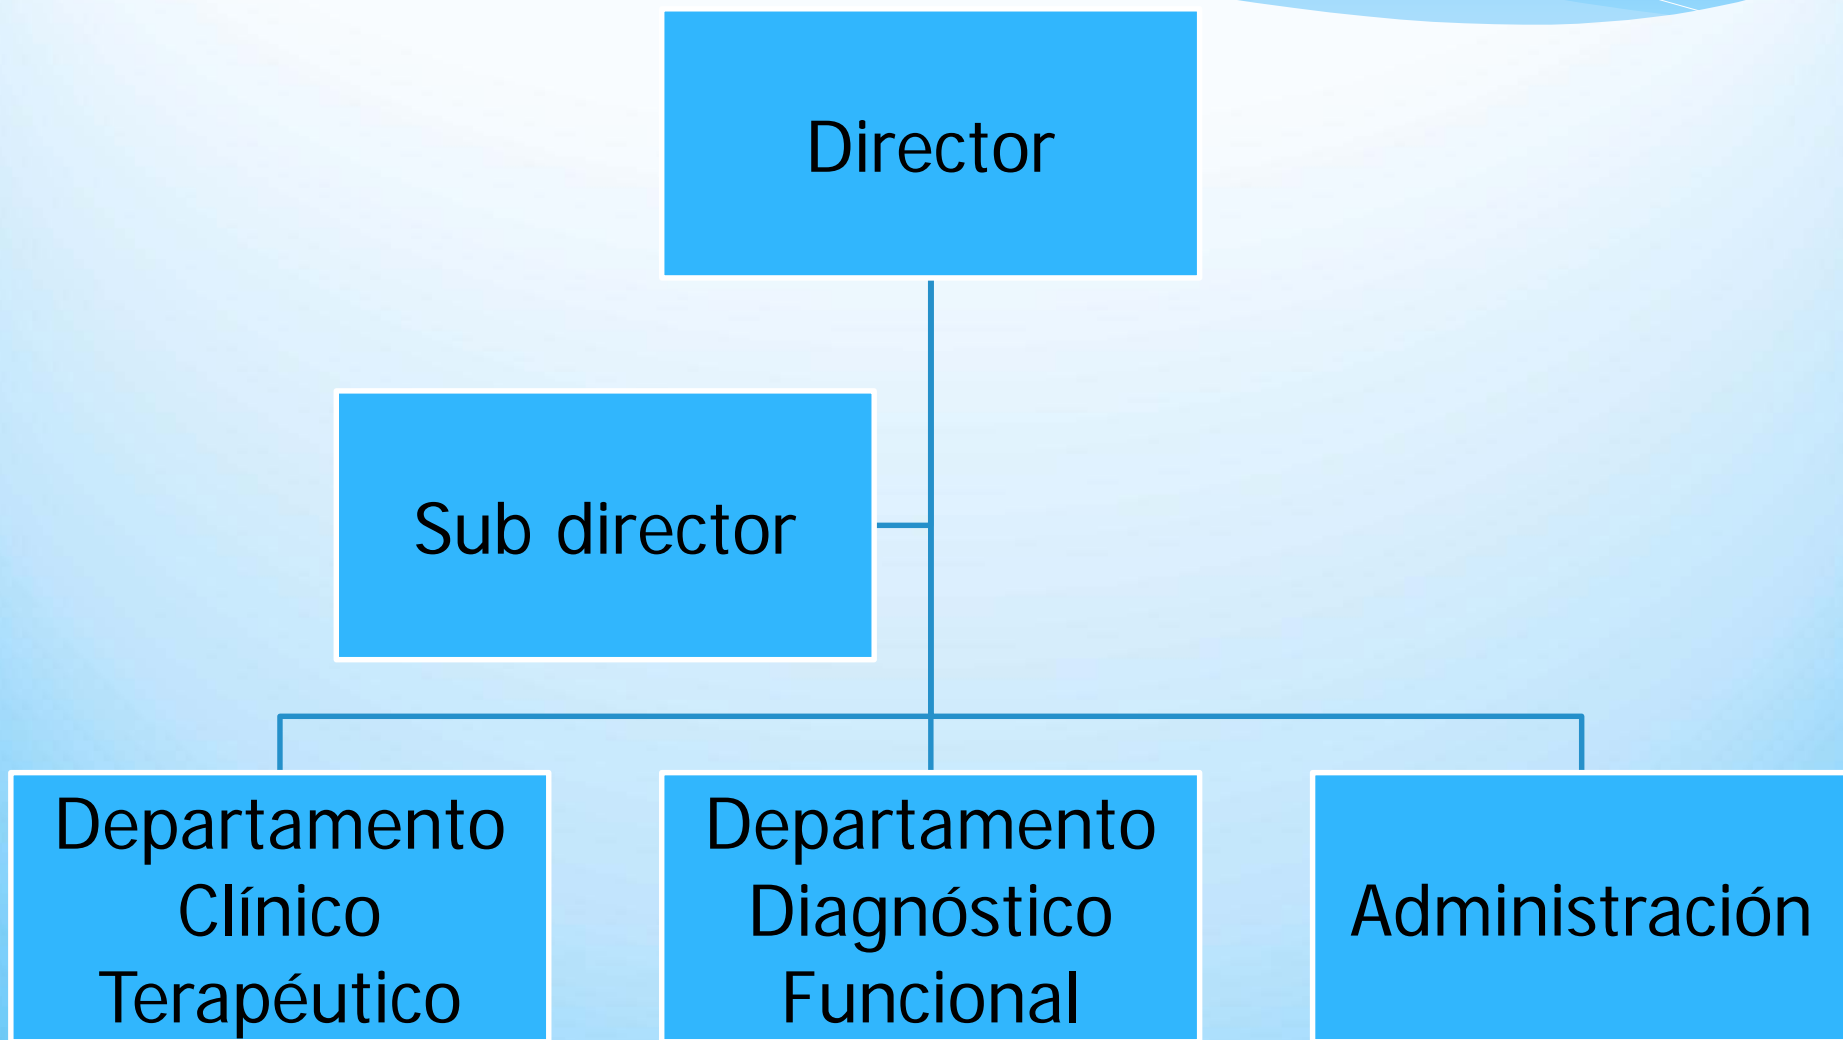 Director
Sub director
Departamento
Clínico
Terapéutico
Departamento
Diagnóstico
Funcional
Administración